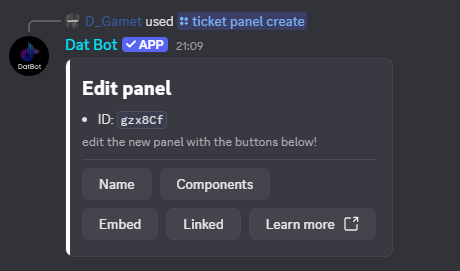 D_Gamet used ticket panel create
DatBot
Dat Bot APP 21:09
Edit panel
• ID: gzx8Cf
edit the new panel with the buttons below!
Name Components
Embed Linked Learn more